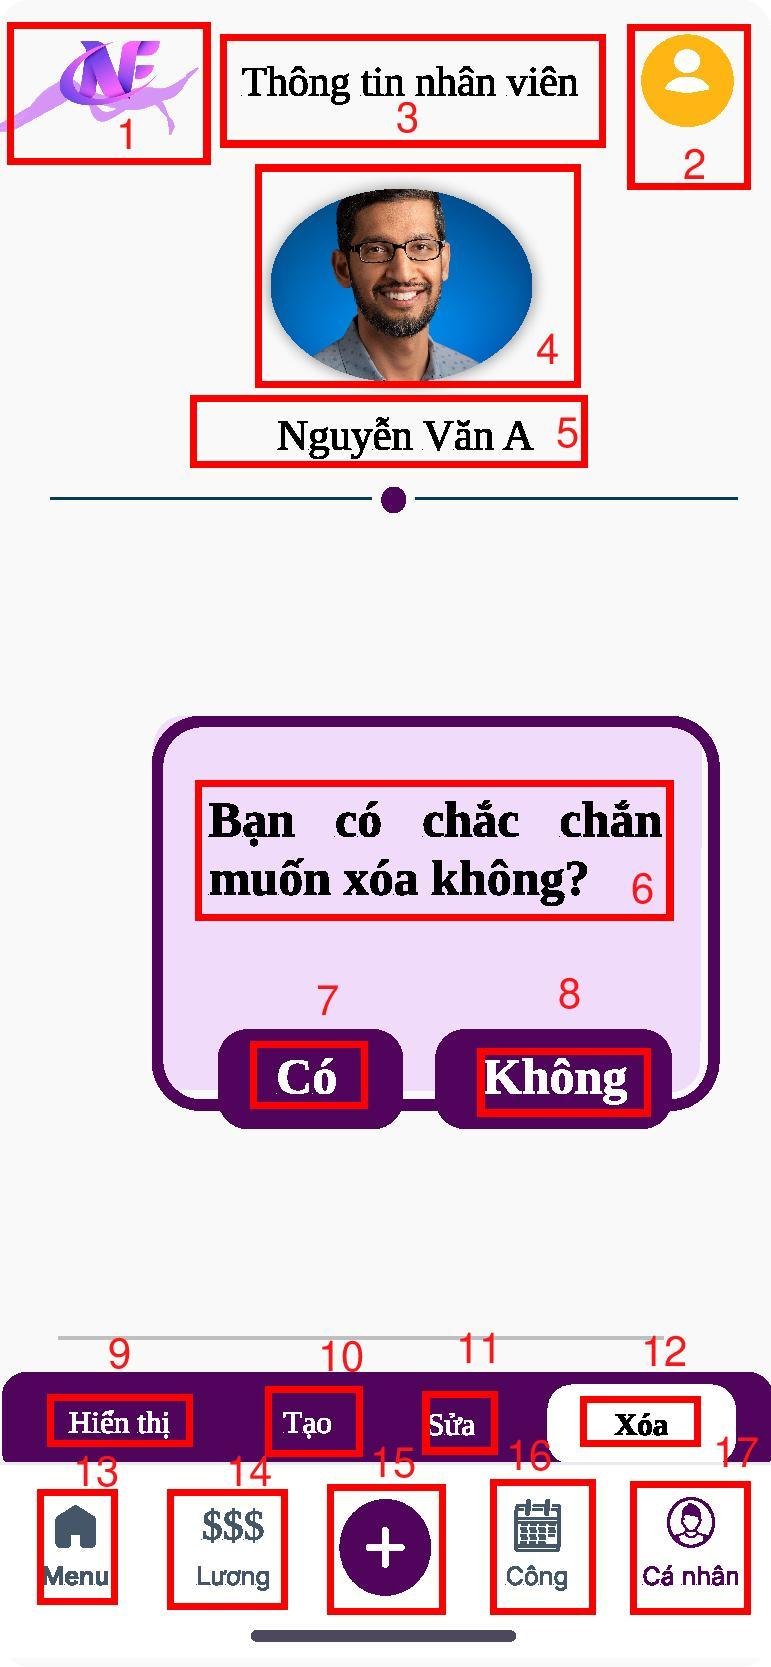 NF
1
Thông tin nhân viên
3
2
4
Nguyễn Văn A 5
Bạn có chắc chắn
muốn xóa không? 6
7 8
Có Không
9 10 11 12
Hiển thị Tạo Sửa Xóa
13 14 15 16 17
$$$
Menu Lương Công Cá nhân